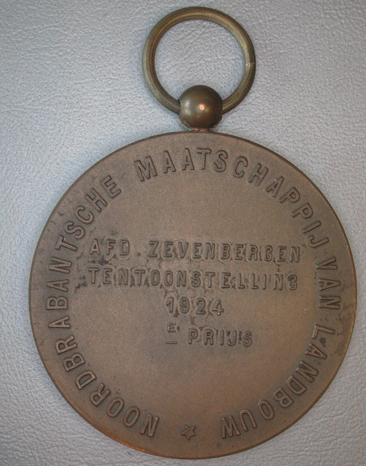 NOORDBRABANTSCHE MAATSCHAPPIJ VAN LANDBOUW
AFD. ZEVENBERGEN
TENTOONSTELLING
1924
E PRIJS